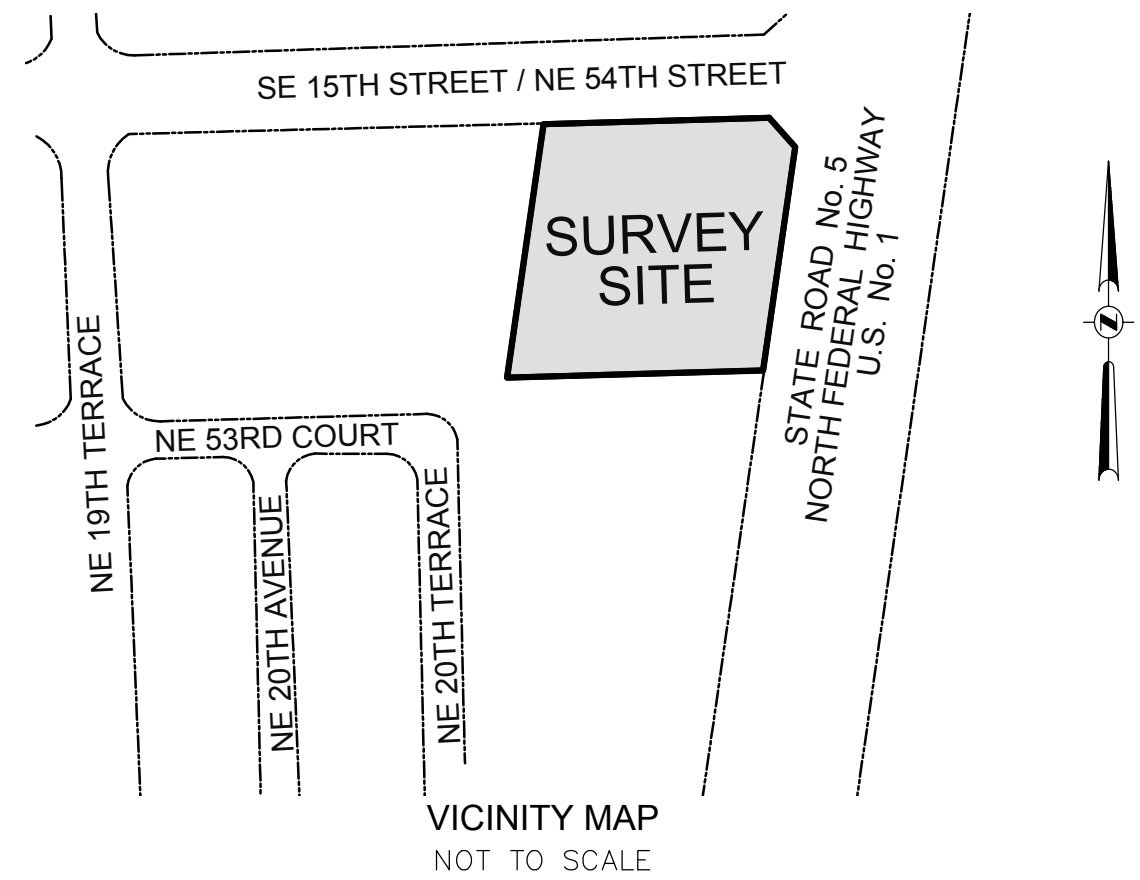 SE 15TH STREET / NE 54TH STREET
SURVEY
SITE
STATE ROAD No. 5
NORTH FEDERAL HIGHWAY
U.S. No. 1
NE 19TH TERRACE
NE 53RD COURT
NE 20TH AVENUE
NE 20TH TERRACE
Z
VICINITY MAP
NOT TO SCALE